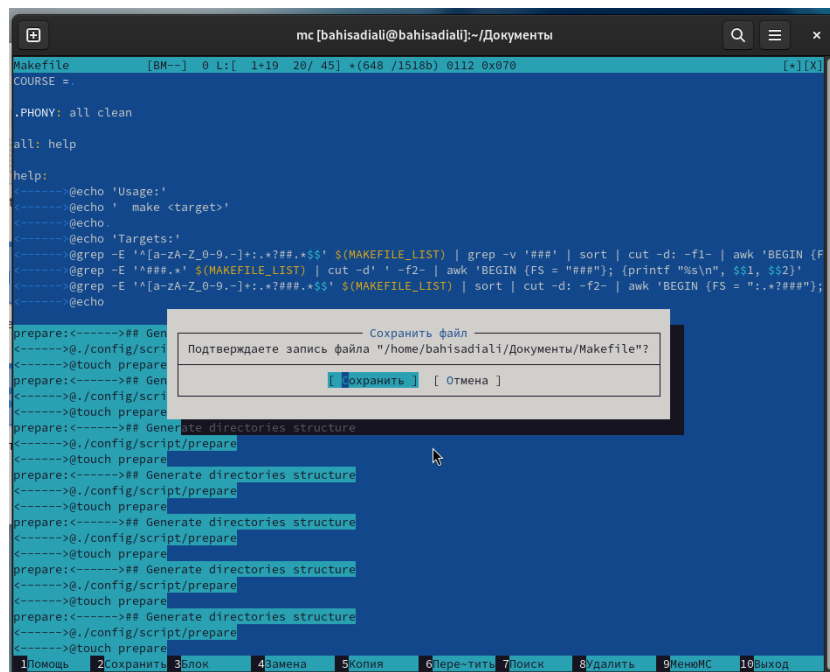 mc [bahisadiali@bahisadiali]:~/Документы
Makefile [BM--] 0 L:[ 1+19 20/ 45] *(648 /1518b) 0112 0x070 [*][X]
COURSE =.
.PHONY: all clean
all: help
help:
<------>@echo 'Usage:'
<------>@echo ' make <target>'
<------>@echo.
<------>@echo 'Targets:'
<------>@grep -E '^[a-zA-Z_0-9.-]+:.*?##.*$$' $(MAKEFILE_LIST) | grep -v '###' | sort | cut -d: -f1- | awk 'BEGIN {F
<------>@grep -E '^###.*' $(MAKEFILE_LIST) | cut -d' ' -f2- | awk 'BEGIN {FS = "###"}; {printf "%s\n", $$1, $$2}'
<------>@grep -E '^[a-zA-Z_0-9.-]+:.*?###.*$$' $(MAKEFILE_LIST) | sort | cut -d: -f2- | awk 'BEGIN {FS = ":.*?###"};
<------>@echo
Сохранить файл
Подтверждаете запись файла "/home/bahisadiali/Документы/Makefile"?
[ Сохранить ] [ Отмена ]
prepare:<------>## Gen
<------>@./config/scri
<------>@touch prepare
prepare:<------>## Gen
<------>@./config/scri
<------>@touch prepare
prepare:<------>## Generate directories structure
<------>@./config/script/prepare
<------>@touch prepare
prepare:<------>## Generate directories structure
<------>@./config/script/prepare
<------>@touch prepare
prepare:<------>## Generate directories structure
<------>@./config/script/prepare
<------>@touch prepare
prepare:<------>## Generate directories structure
<------>@./config/script/prepare
<------>@touch prepare
prepare:<------>## Generate directories structure
<------>@./config/script/prepare
<------>@touch prepare
1Помощь 2Сохранить 3Блок 4Замена 5Копия 6Пере~тить 7Поиск 8Удалить 9МенюMC 10Выход